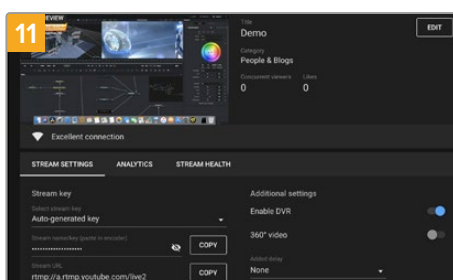 11
PREVIEW
Title
Demo
EDIT
Category
People & Blogs
Concurrent viewers Likes
0 0
Excellent connection
STREAM SETTINGS ANALYTICS STREAM HEALTH
Stream key
Additional settings
Select stream key
Auto-generated key
Enable DVR
Stream name/key (paste in encoder)
COPY
360° video
Added delay
None
Stream URL
rtmp://a.rtmp.youtube.com/live2
COPY